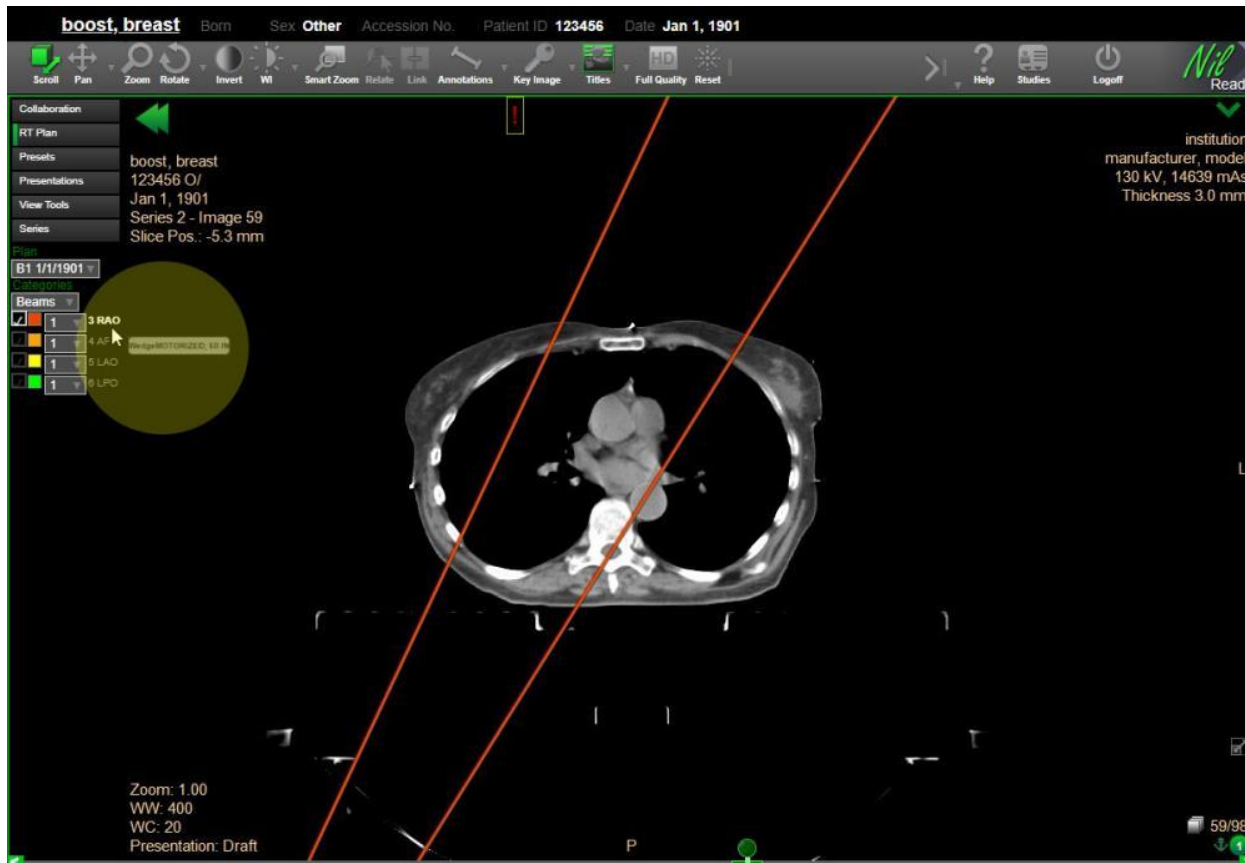 boost, breast Born Sex Other Accession No. Patient ID 123456 Date Jan 1, 1901
Scroll Pan Zoom Rotate Invert Wl Smart Zoom Relate Link Annotations Key Image Titles Full Quality Reset Help Studies Logoff
HD
Nil
Read
Collaboration
RT Plan
Presets
Presentations
View Tools
Series
Plan
B1 1/1/1901
Categories
Beams
1 3 RAO
1 4 AP
1 5 LAO
1 6 LPO
!
boost, breast
123456 O/
Jan 1, 1901
Series 2 - Image 59
Slice Pos.: -5.3 mm
institution
manufacturer, model
130 kV, 14639 mAs
Thickness 3.0 mm
L
Zoom: 1.00
WW: 400
WC: 20
Presentation: Draft
P
59/98
1